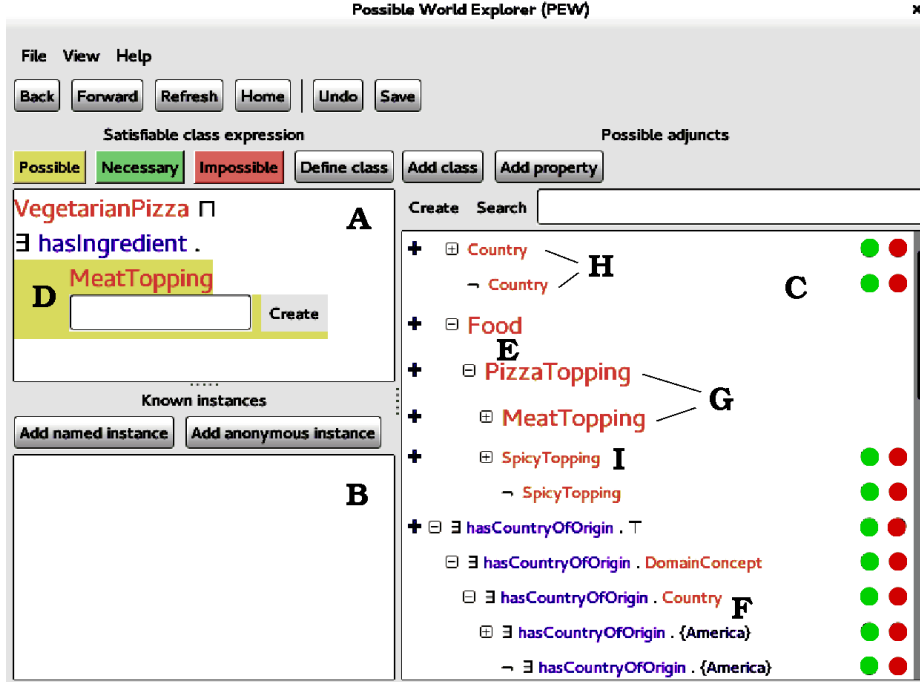 Possible World Explorer (PEW) ×
File View Help
Back Forward Refresh Home Undo Save
Satisfiable class expression
Possible adjuncts
Possible Necessary Impossible Define class Add class Add property
VegetarianPizza ⊓
A
∃ hasIngredient .
MeatTopping
D
Create
Known instances
Add named instance Add anonymous instance
B
Create Search
+ ⊞ Country
H
¬ Country
C
+ ⊟ Food
E
+ ⊟ PizzaTopping
G
+ ⊞ MeatTopping
+ ⊞ SpicyTopping I
¬ SpicyTopping
+ ⊟ ∃ hasCountryOfOrigin . ⊤
⊟ ∃ hasCountryOfOrigin . DomainConcept
⊟ ∃ hasCountryOfOrigin . Country F
⊞ ∃ hasCountryOfOrigin . {America}
¬ ∃ hasCountryOfOrigin . {America}